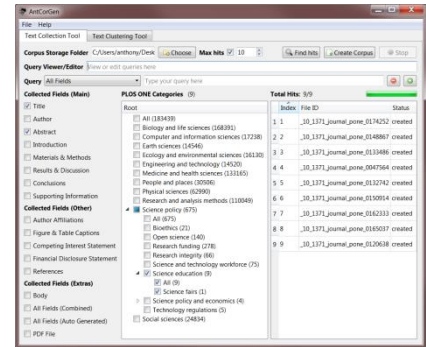 AntCorGen
File Help
Text Collection Tool Text Clustering Tool
Corpus Storage Folder C:/Users/anthony/Desk Choose Max hits 10 Find hits Create Corpus Stop
Query Viewer/Editor View or edit queries here
Query All Fields Type your query here
Collected Fields (Main) PLOS ONE Categories (9) Total Hits: 9/9
Title
Author
Abstract
Introduction
Materials & Methods
Results & Discussion
Conclusions
Supporting Information
Collected Fields (Other)
Author Affiliations
Figure & Table Captions
Competing Interest Statement
Financial Disclosure Statement
References
Collected Fields (Extras)
Body
All Fields (Combined)
All Fields (Auto Generated)
PDF File
Root
All (183439)
Biology and life sciences (168391)
Computer and information sciences (17238)
Earth sciences (14546)
Ecology and environmental sciences (16130)
Engineering and technology (14520)
Medicine and health sciences (133165)
People and places (30506)
Physical sciences (62990)
Research and analysis methods (110049)
Science policy (675)
All (675)
Bioethics (21)
Open science (140)
Research funding (278)
Research integrity (66)
Science and technology workforce (75)
Science education (9)
All (9)
Science fairs (1)
Science policy and economics (4)
Technology regulations (5)
Social sciences (24834)
Index File ID Status
1 1 _10_1371_journal_pone_0174252 created
2 2 _10_1371_journal_pone_0148867 created
3 3 _10_1371_journal_pone_0133486 created
4 4 _10_1371_journal_pone_0047564 created
5 5 _10_1371_journal_pone_0132742 created
6 6 _10_1371_journal_pone_0150914 created
7 7 _10_1371_journal_pone_0162333 created
8 8 _10_1371_journal_pone_0165037 created
9 9 _10_1371_journal_pone_0120638 created